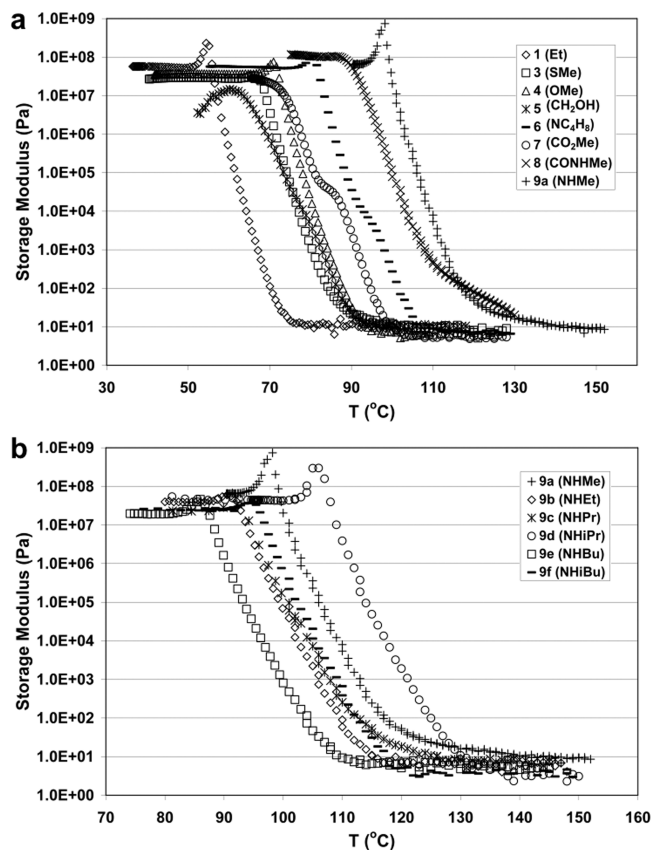 a
1.0E+09
1.0E+08
1.0E+07
1.0E+06
1.0E+05
1.0E+04
1.0E+03
1.0E+02
1.0E+01
1.0E+00
Storage Modulus (Pa)
1 (Et)
3 (SMe)
4 (OMe)
5 (CH₂OH)
6 (NC₄H₈)
7 (CO₂Me)
8 (CONHMe)
9a (NHMe)
30 50 70 90 110 130 150
T (°C)
b
1.0E+09
1.0E+08
1.0E+07
1.0E+06
1.0E+05
1.0E+04
1.0E+03
1.0E+02
1.0E+01
1.0E+00
Storage Modulus (Pa)
9a (NHMe)
9b (NHEt)
9c (NHPr)
9d (NHiPr)
9e (NHBu)
9f (NHiBu)
70 80 90 100 110 120 130 140 150 160
T (°C)